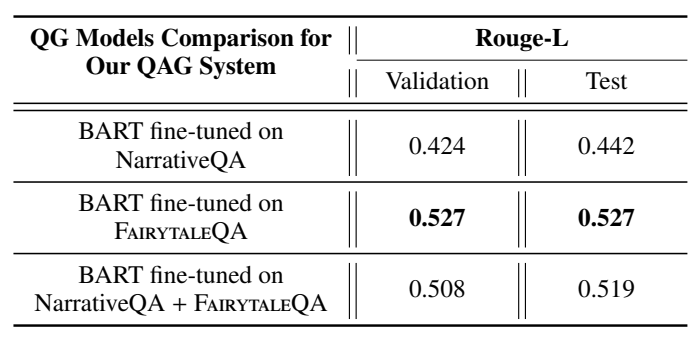 QG Models Comparison for Our QAG System
Rouge-L
Validation
Test
BART fine-tuned on NarrativeQA
0.424
0.442
BART fine-tuned on FAIRYTALEQA
0.527
0.527
BART fine-tuned on NarrativeQA + FAIRYTALEQA
0.508
0.519